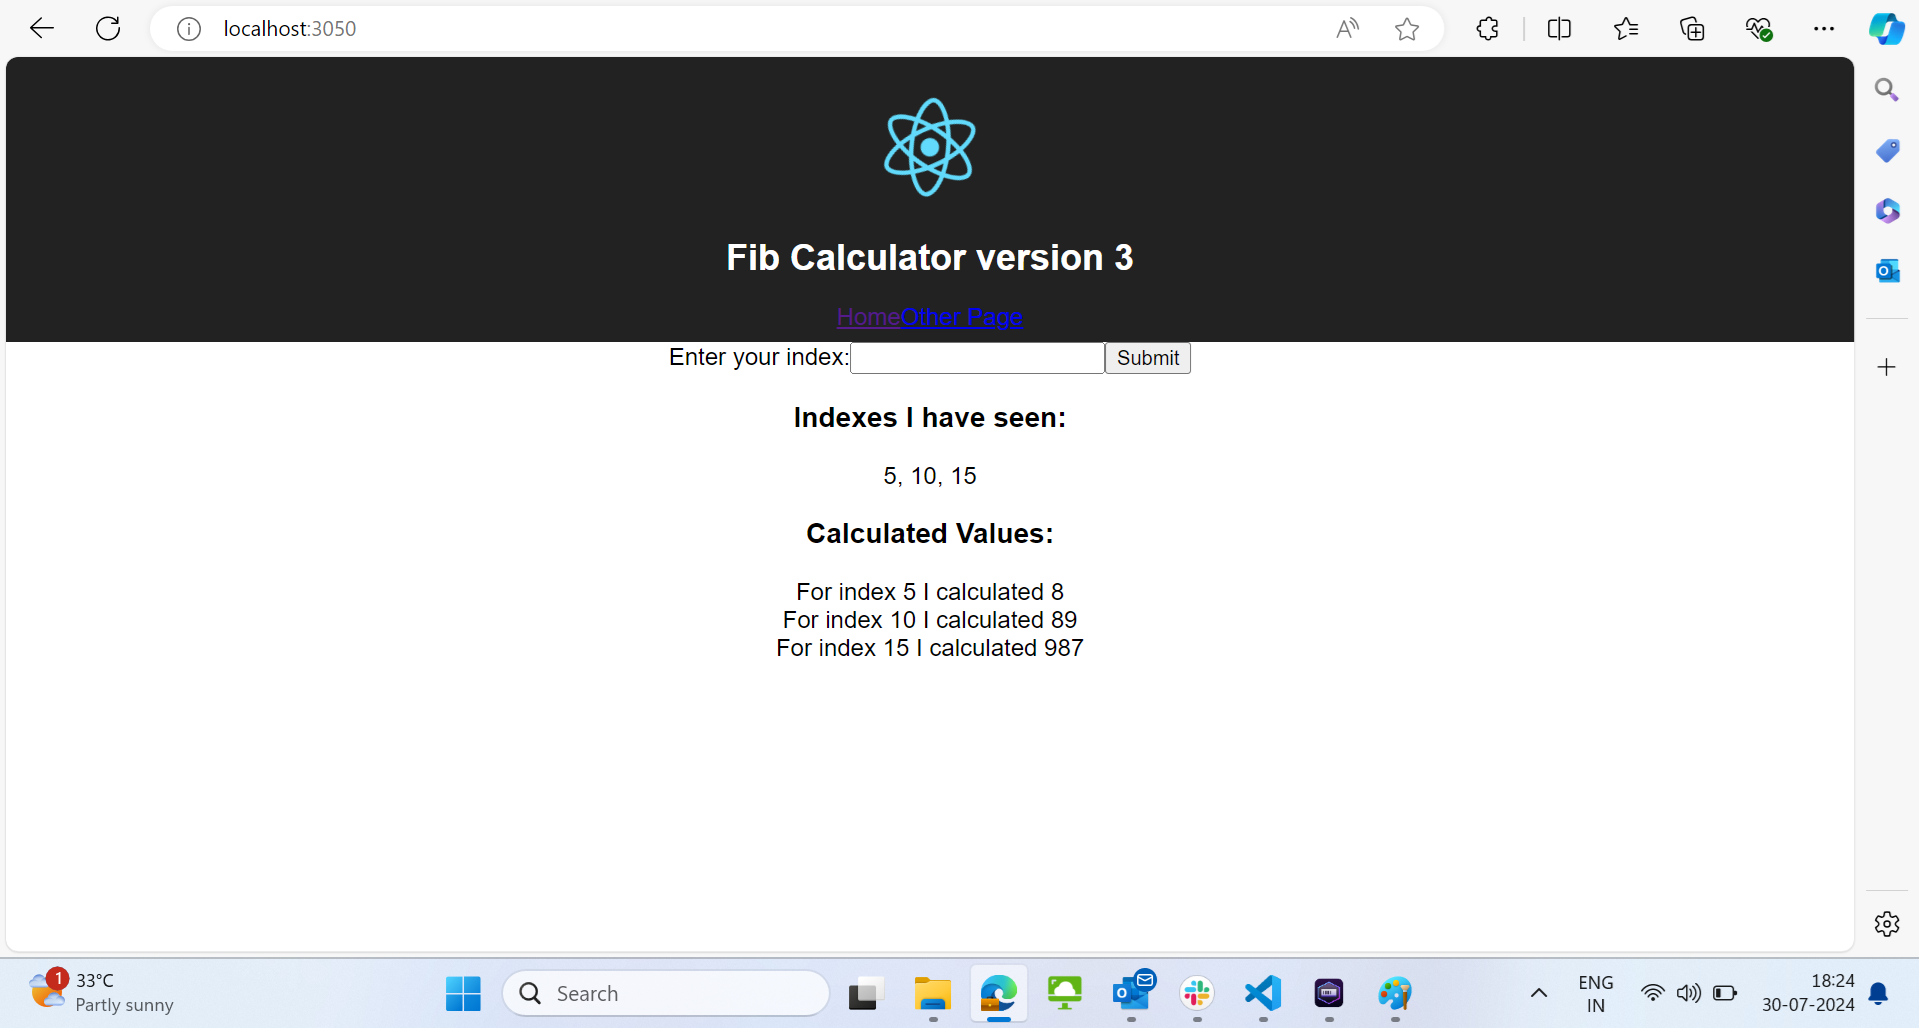 localhost:3050
Fib Calculator version 3
HomeOther Page
Enter your index: Submit
Indexes I have seen:
5, 10, 15
Calculated Values:
For index 5 I calculated 8
For index 10 I calculated 89
For index 15 I calculated 987
1
33°C
Partly sunny
Search
ENG
IN
18:24
30-07-2024